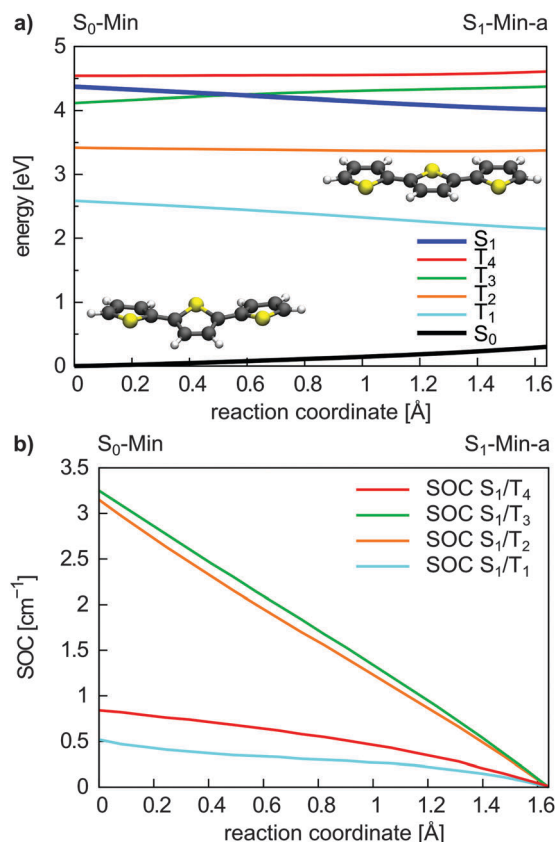 a)
S₀-Min
S₁-Min-a
5
4
3
2
1
0
energy [eV]
S₁
T₄
T₃
T₂
T₁
S₀
0 0.2 0.4 0.6 0.8 1 1.2 1.4 1.6
reaction coordinate [Å]
b)
S₀-Min
S₁-Min-a
3.5
3
2.5
2
1.5
1
0.5
0
SOC [cm⁻¹]
SOC S₁/T₄
SOC S₁/T₃
SOC S₁/T₂
SOC S₁/T₁
0 0.2 0.4 0.6 0.8 1 1.2 1.4 1.6
reaction coordinate [Å]